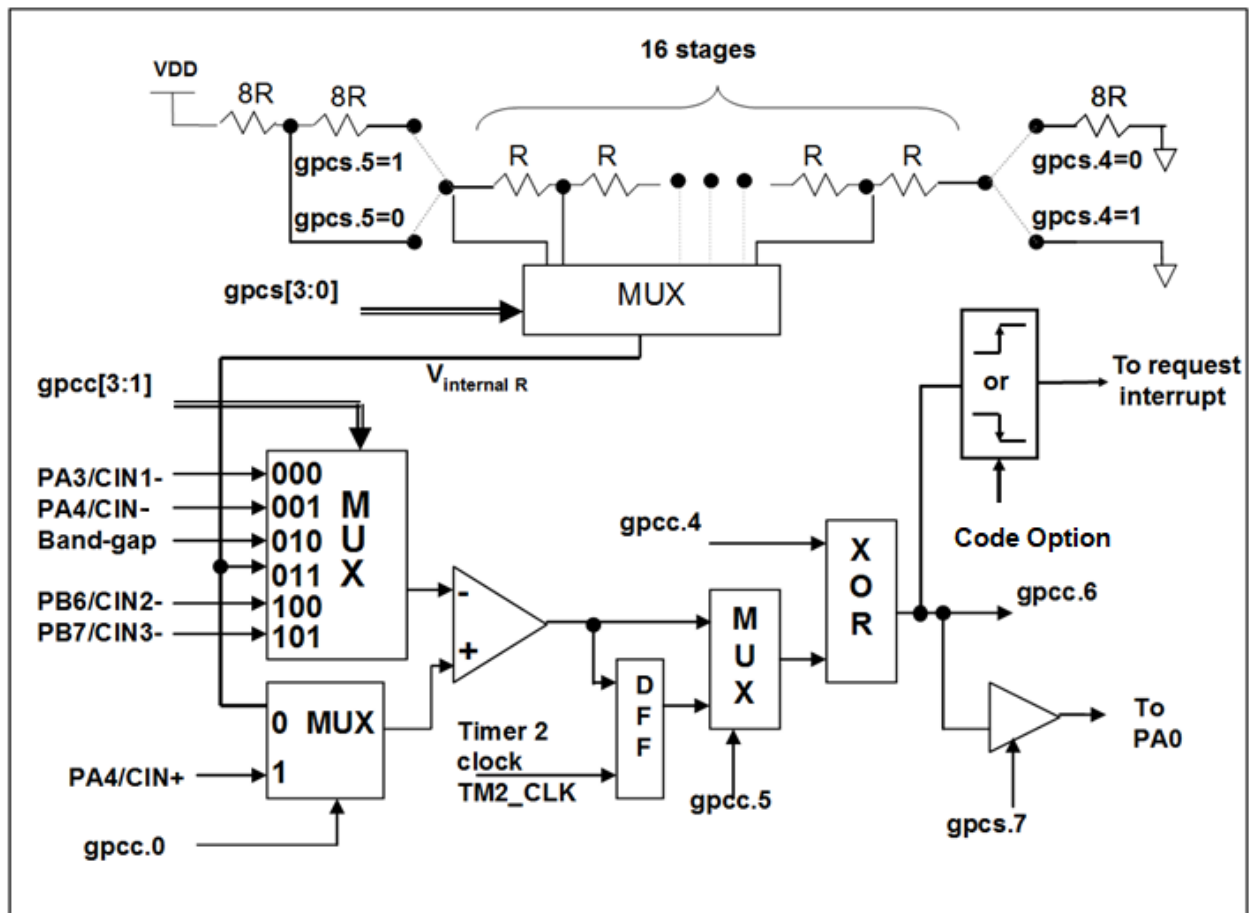 16 stages
VDD
8R
8R
8R
gpcs.5=1
R
R
R
R
gpcs.4=0
gpcs.5=0
gpcs.4=1
gpcs[3:0]
MUX
V internal R
gpcc[3:1]
or
To request
interrupt
PA3/CIN1-
000
PA4/CIN-
001
Band-gap
010
011
PB6/CIN2-
100
PB7/CIN3-
101
M
U
X
gpcc.4
Code Option
X
O
R
-
+
M
U
X
gpcc.6
D
F
F
0
MUX
1
PA4/CIN+
Timer 2
clock
TM2_CLK
gpcc.5
To
PA0
gpcc.0
gpcs.7